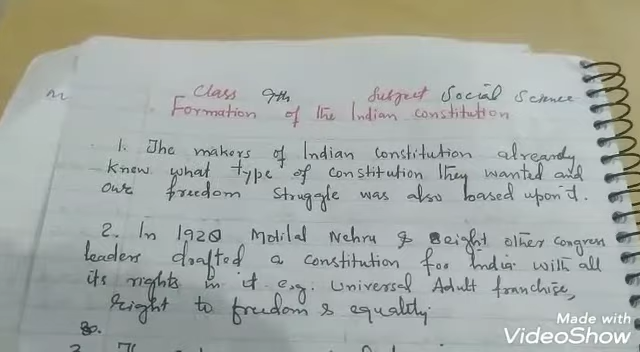 Class 9th Subject Social Science
Formation of the Indian constitution
1. The makers of Indian constitution alreardy
knew what type of constitution they wanted and
our freedom struggle was also based upon it.
2. In 1928 Motilal Nehru & eight other congress
leaders drafted a constitution for India with all
its rights in it e.g. Universal Adult franchise,
Right to freedom & equality.
Made with
VideoShow